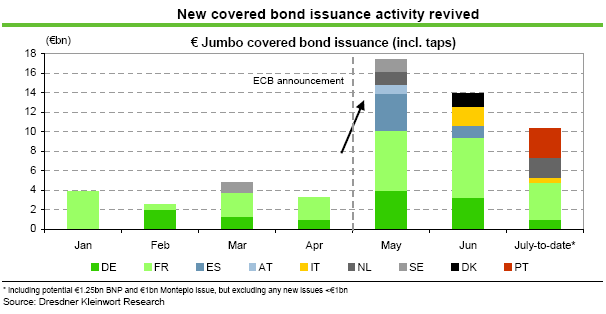 New covered bond issuance activity revived
(€bn)
€ Jumbo covered bond issuance (incl. taps)
18
16
14
12
10
8
6
4
2
0
ECB announcement
Jan Feb Mar Apr May Jun July-to-date*
DE FR ES AT IT NL SE DK PT
* Including potential €1.25bn BNP and €1bn Montepio issue, but excluding any new issues <€1bn
Source: Dresdner Kleinwort Research